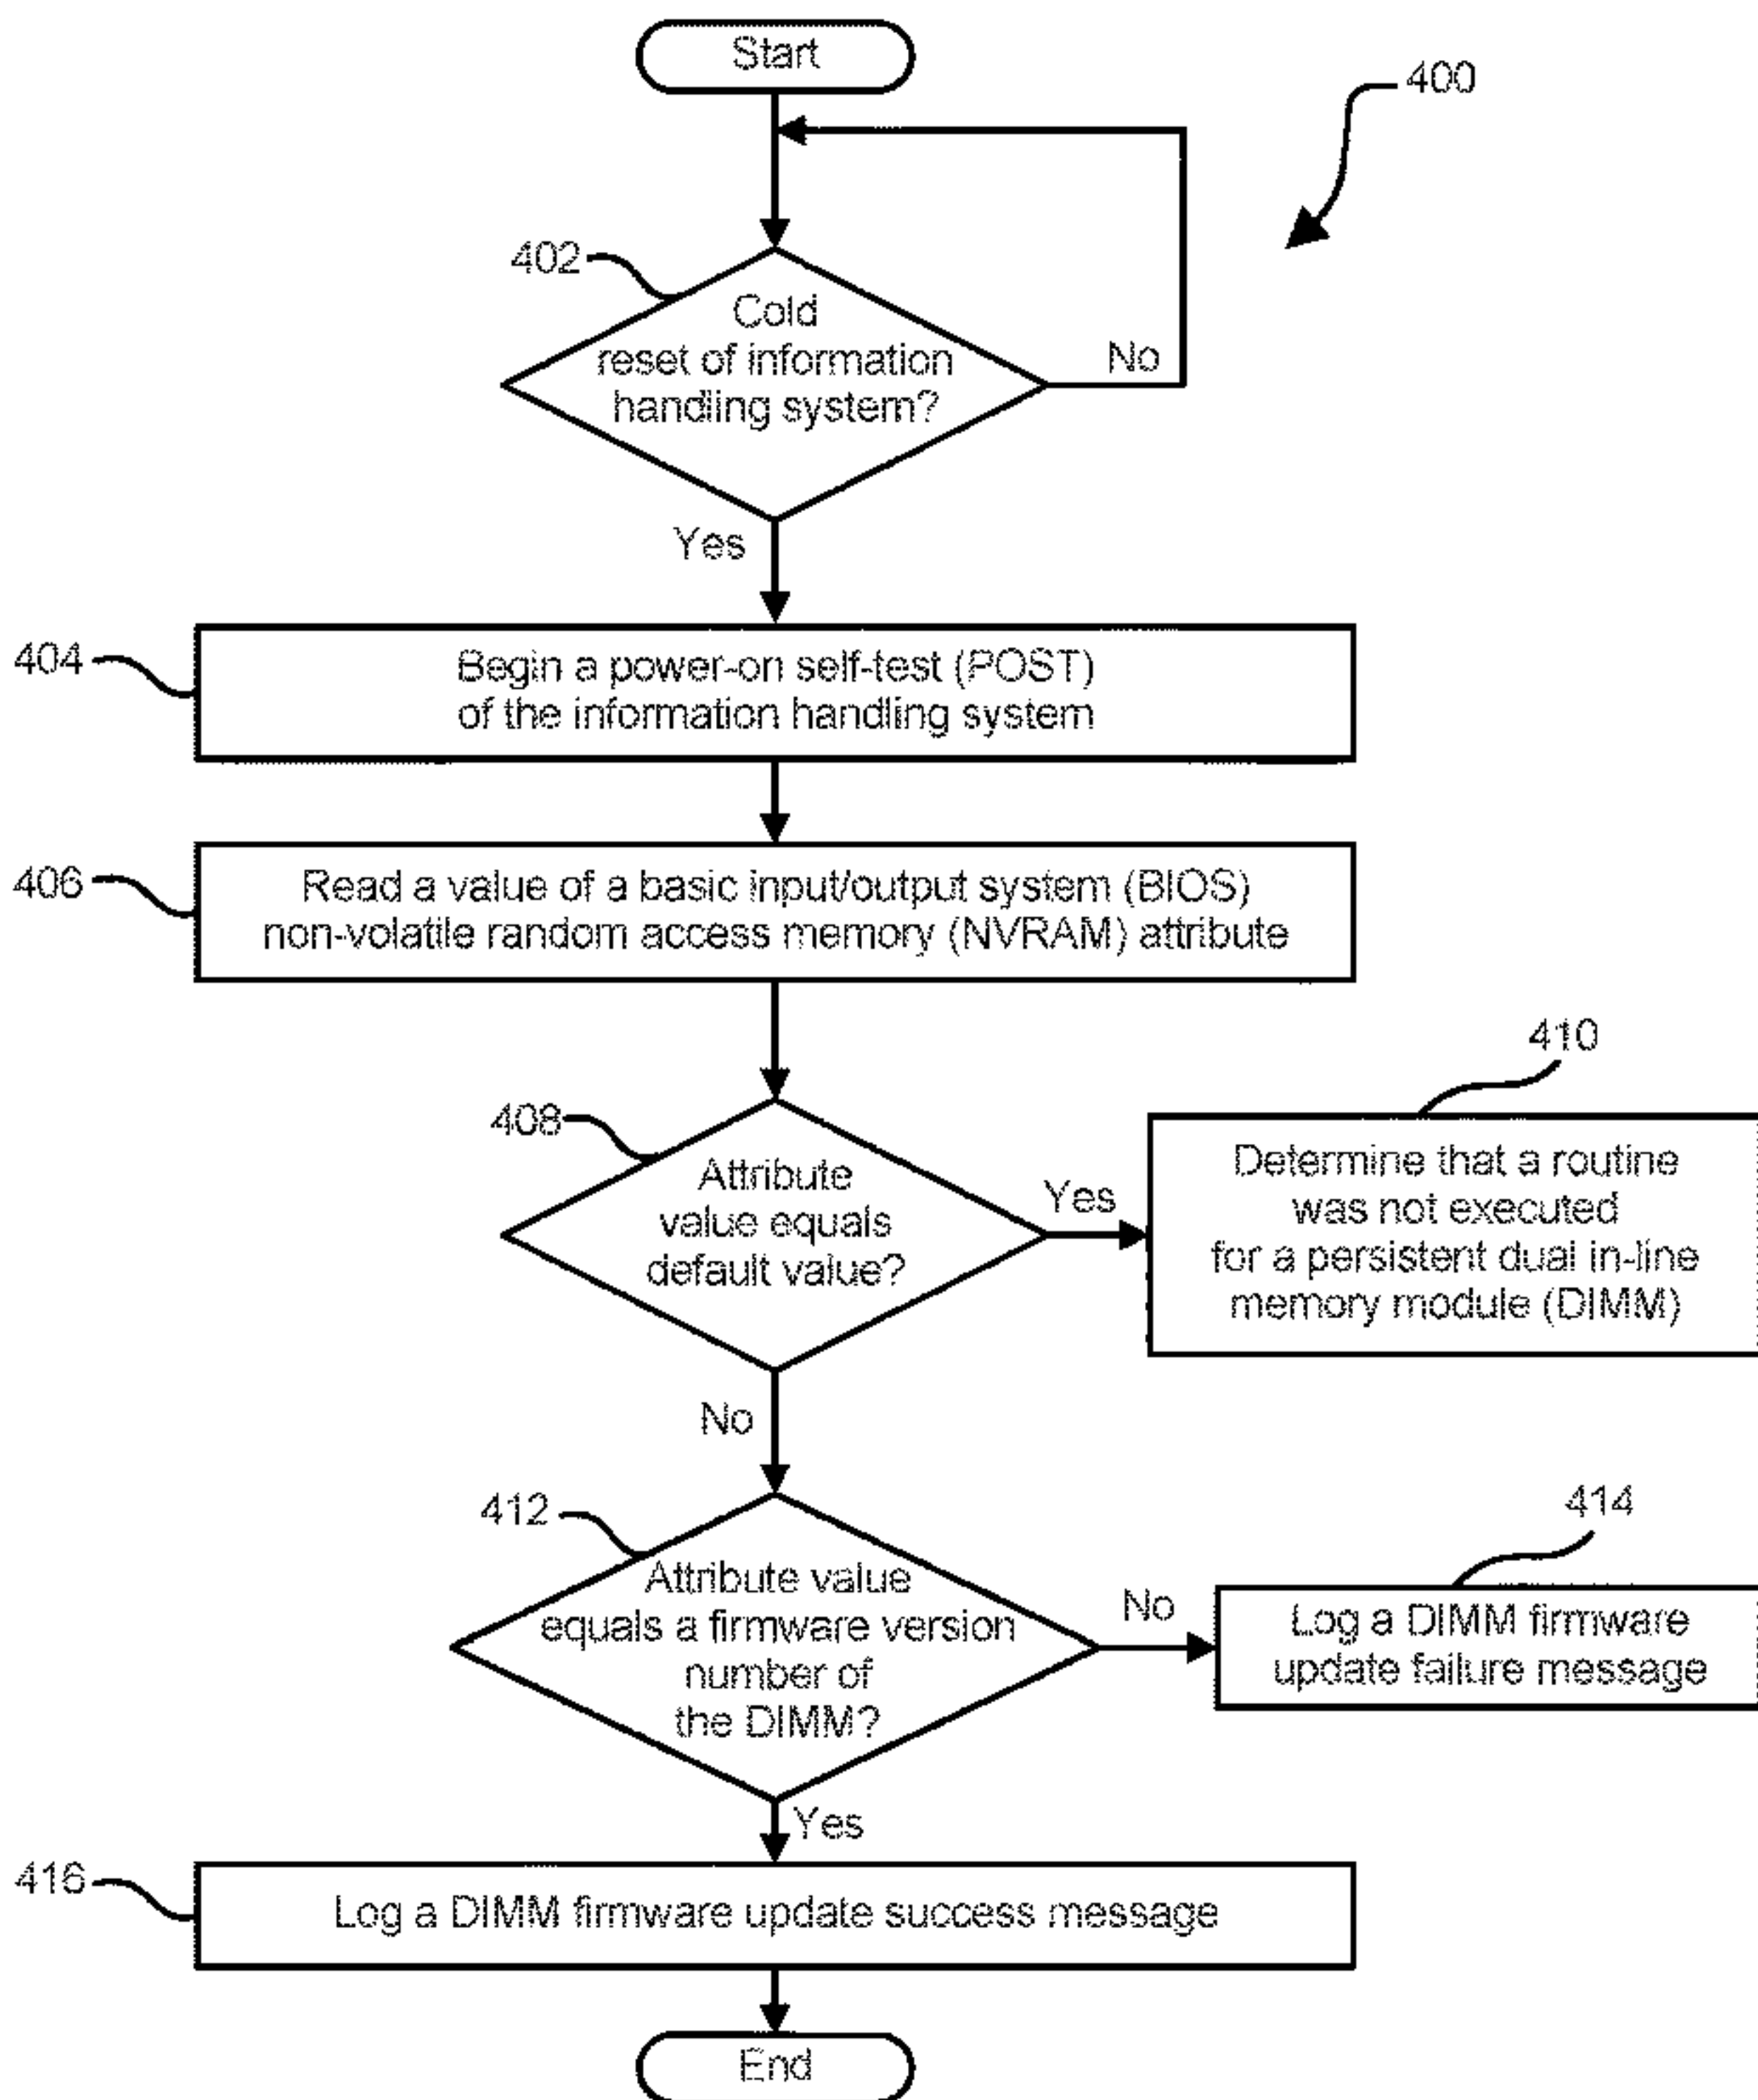 Start
400
402
Cold
reset of information
handling system?
No
Yes
404
Begin a power-on self-test (POST)
of the information handling system
406
Read a value of a basic input/output system (BIOS)
non-volatile random access memory (NVRAM) attribute
410
408
Attribute
value equals
default value?
Yes
Determine that a routine
was not executed
for a persistent dual in-line
memory module (DIMM)
No
412
414
Attribute value
equals a firmware version
number of
the DIMM?
No
Log a DIMM firmware
update failure message
Yes
416
Log a DIMM firmware update success message
End